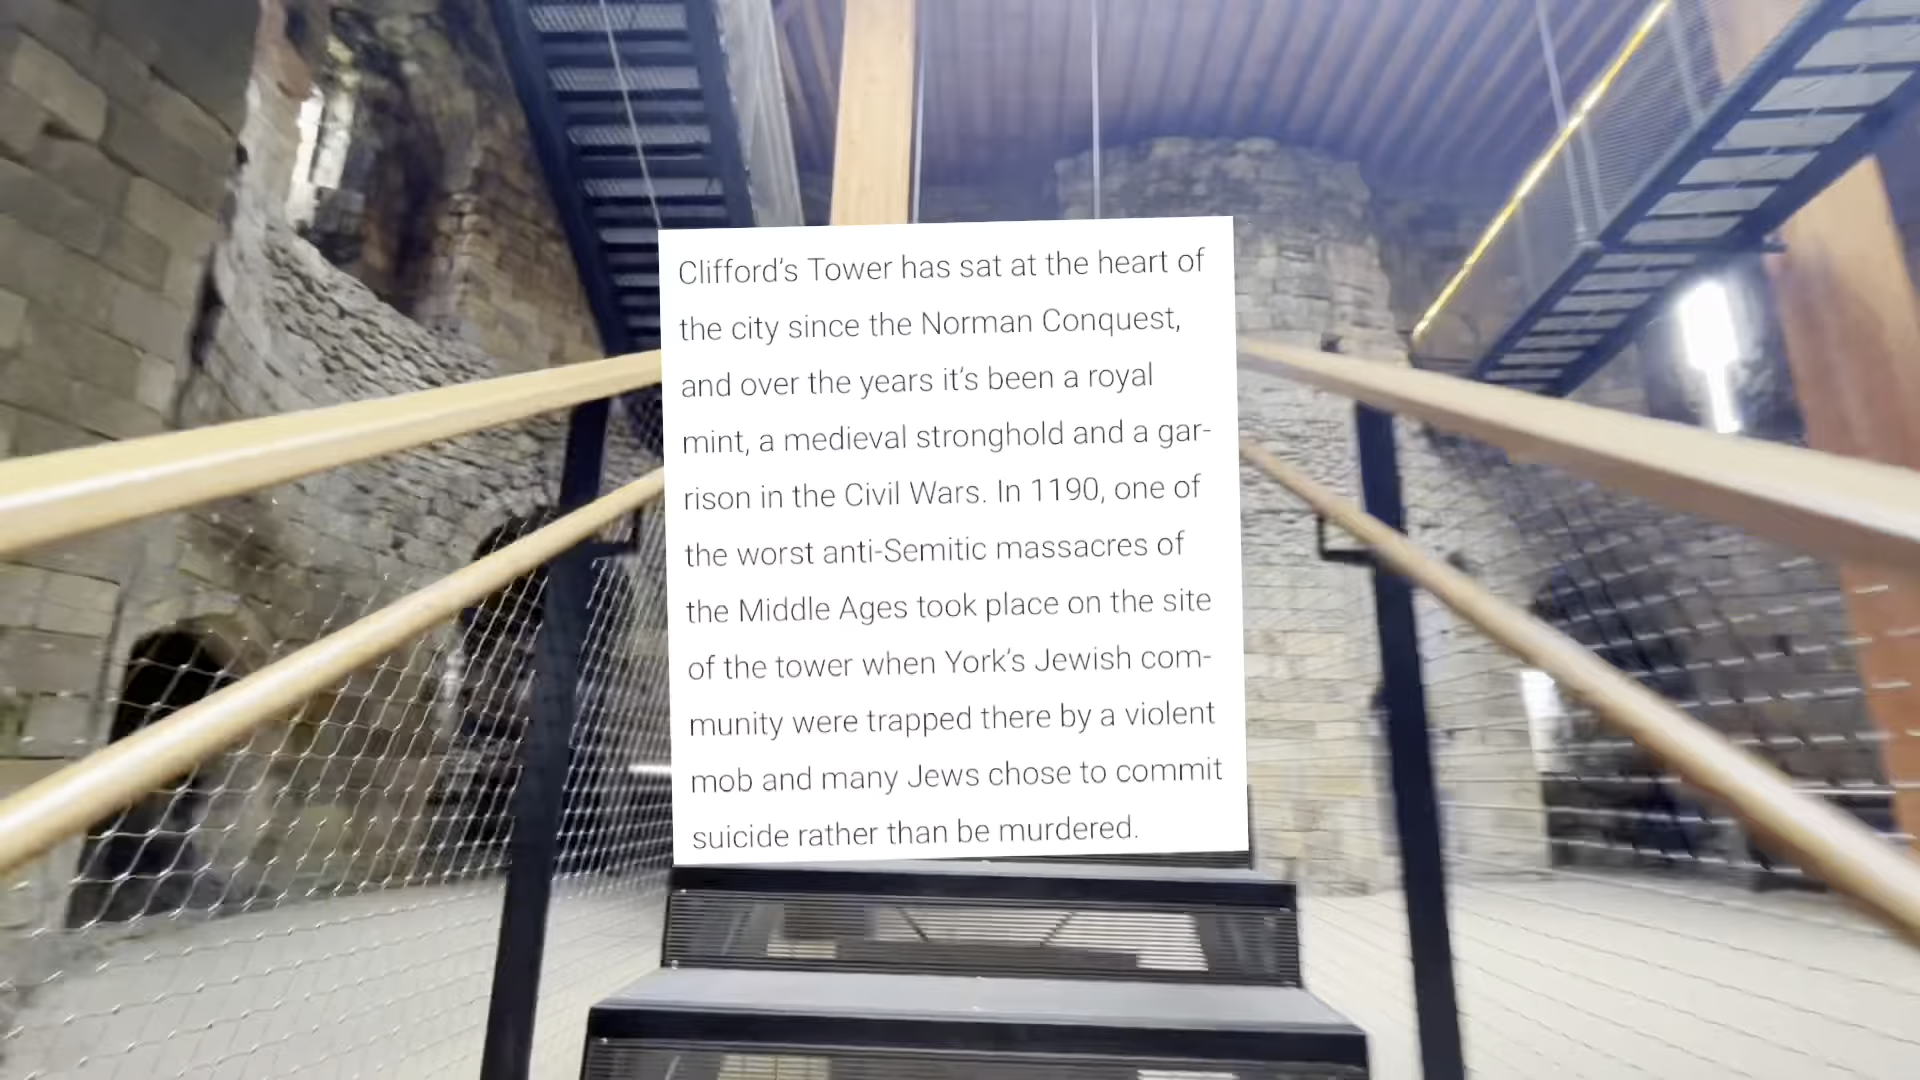 Clifford's Tower has sat at the heart of
the city since the Norman Conquest,
and over the years it's been a royal
mint, a medieval stronghold and a gar-
rison in the Civil Wars. In 1190, one of
the worst anti-Semitic massacres of
the Middle Ages took place on the site
of the tower when York's Jewish com-
munity were trapped there by a violent
mob and many Jews chose to commit
suicide rather than be murdered.